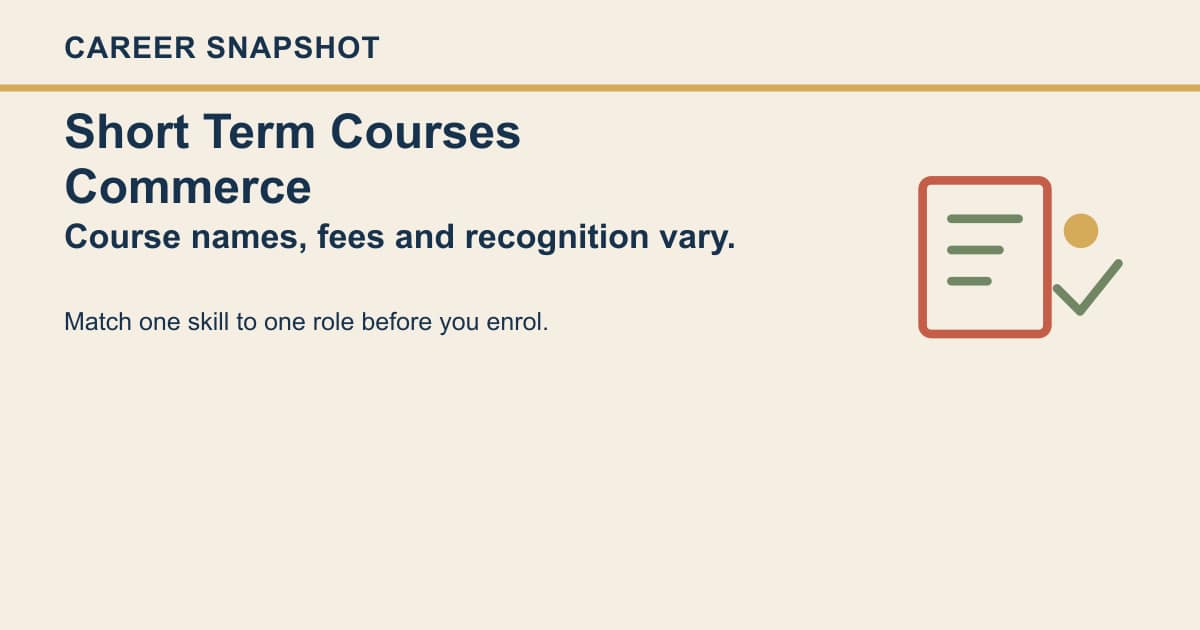 CAREER SNAPSHOT
Short Term Courses
Commerce
Course names, fees and recognition vary.
Match one skill to one role before you enrol.